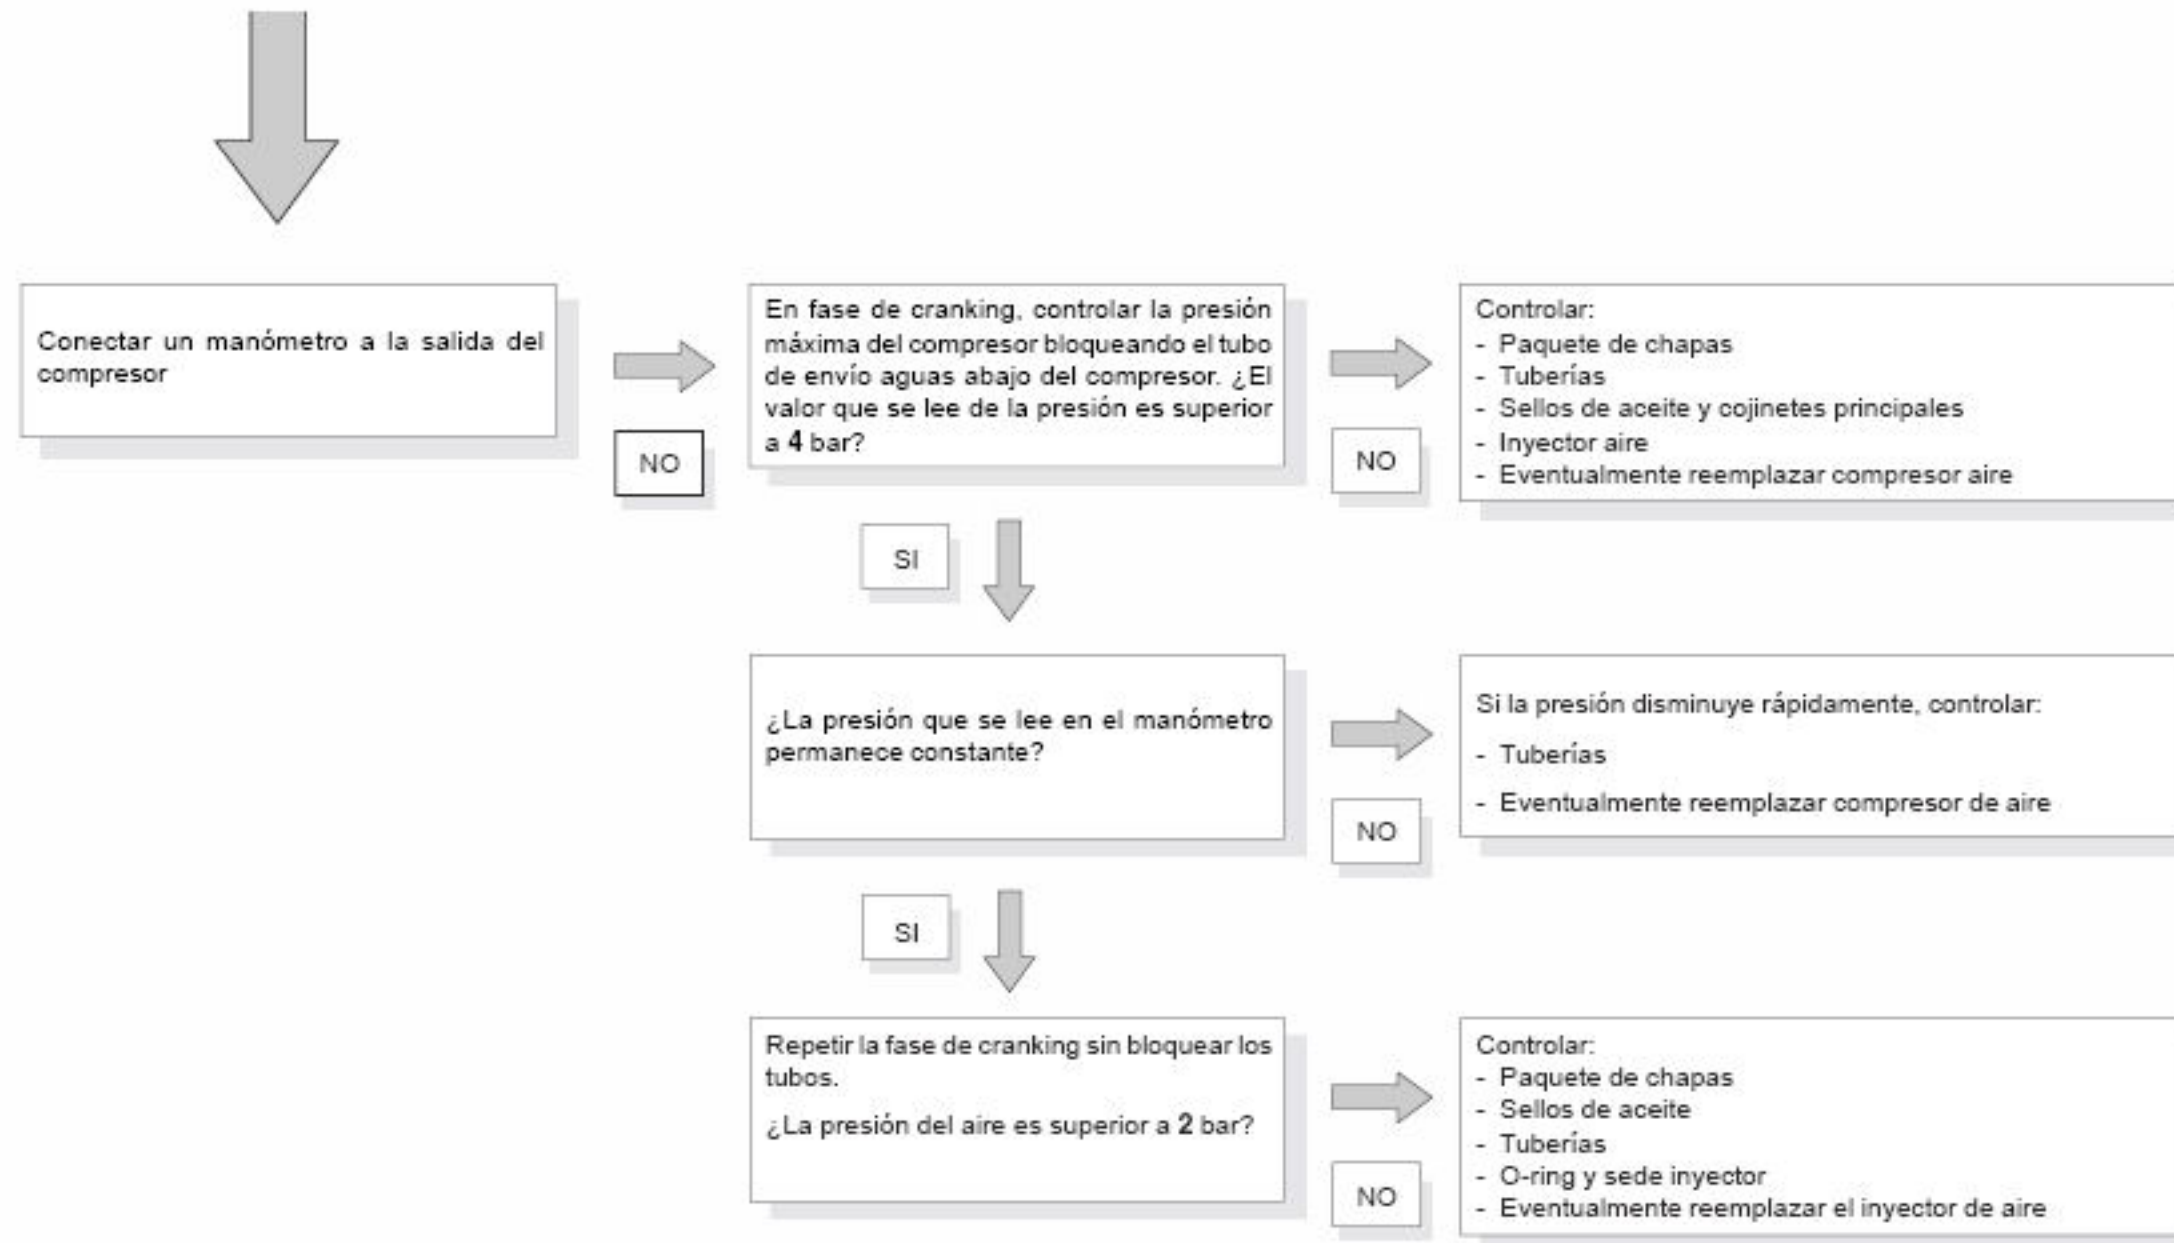 Conectar un manómetro a la salida del
compresor
NO
En fase de cranking, controlar la presión
máxima del compresor bloqueando el tubo
de envío aguas abajo del compresor. ¿El
valor que se lee de la presión es superior
a 4 bar?
NO
Controlar:
- Paquete de chapas
- Tuberías
- Sellos de aceite y cojinetes principales
- Inyector aire
- Eventualmente reemplazar compresor aire
SI
¿La presión que se lee en el manómetro
permanece constante?
NO
Si la presión disminuye rápidamente, controlar:
- Tuberías
- Eventualmente reemplazar compresor de aire
SI
Repetir la fase de cranking sin bloquear los
tubos.
¿La presión del aire es superior a 2 bar?
NO
Controlar:
- Paquete de chapas
- Sellos de aceite
- Tuberías
- O-ring y sede inyector
- Eventualmente reemplazar el inyector de aire